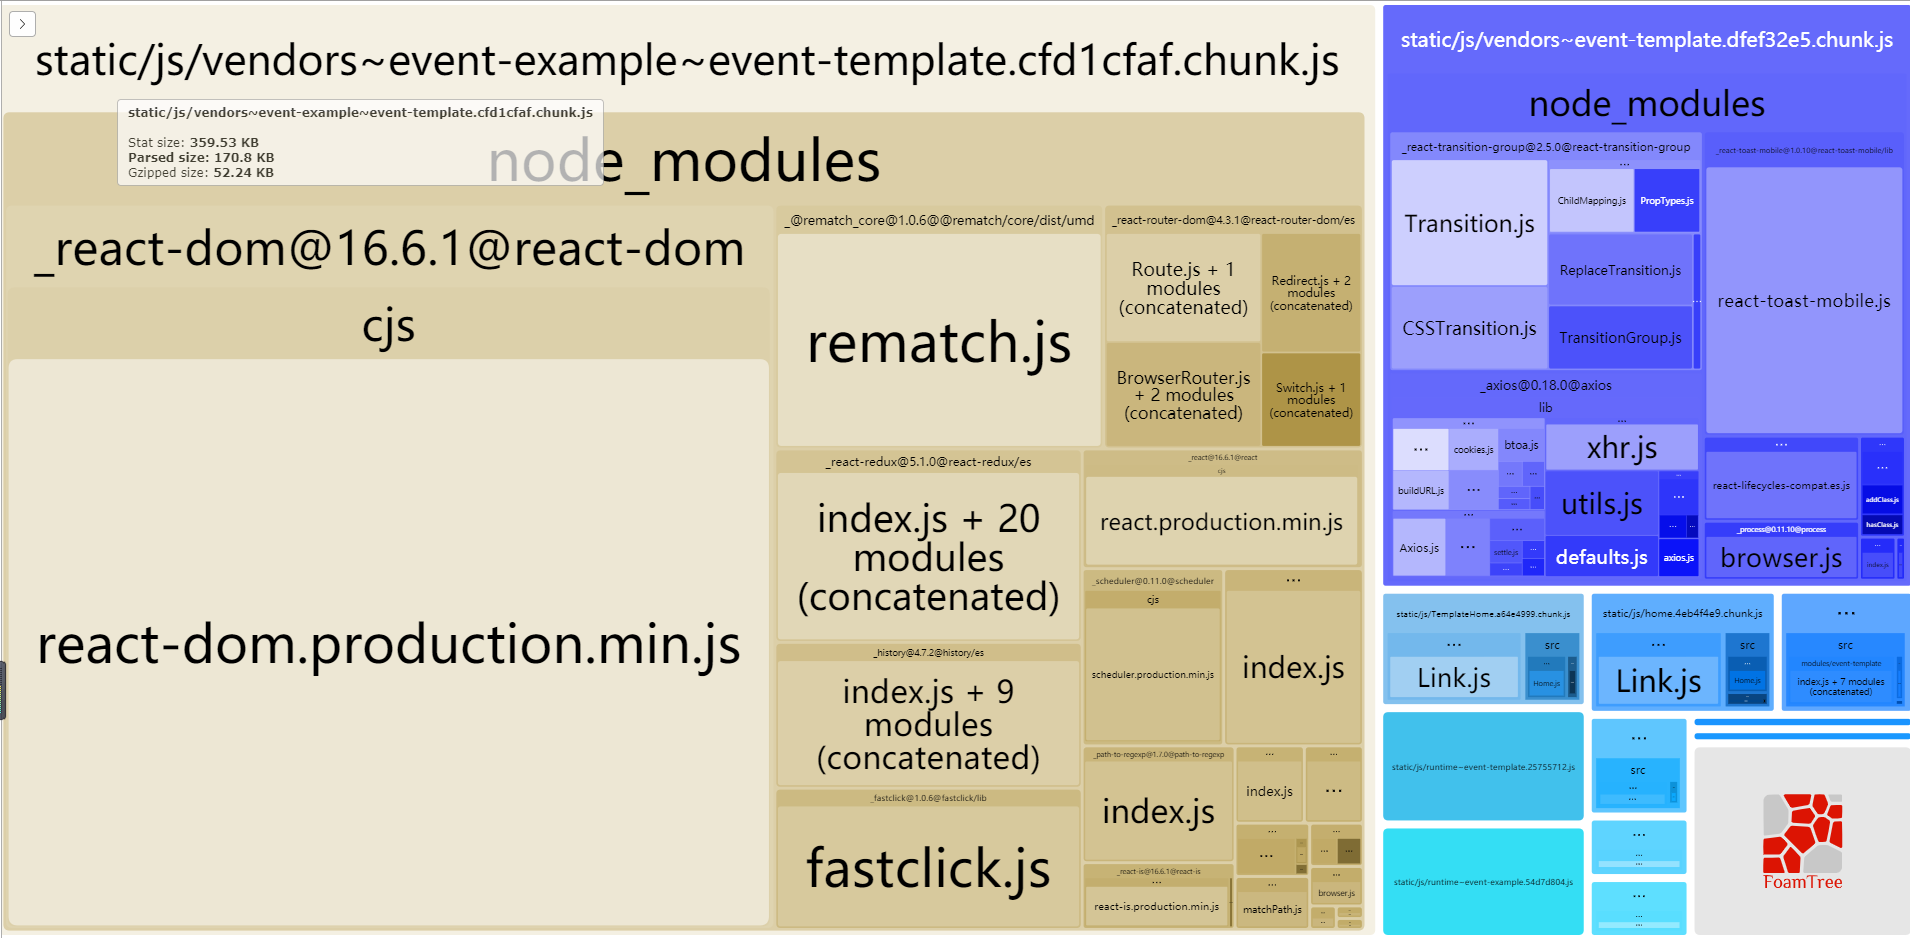 static/js/vendors~event-example~event-template.cfd1cfaf.chunk.js
static/js/vendors~event-example~event-template.cfd1cfaf.chunk.js
Stat size: 359.53 KB
Parsed size: 170.8 KB
Gzipped size: 52.24 KB
node_modules
_react-dom@16.6.1@react-dom
cjs
react-dom.production.min.js
_@rematch_core@1.0.6@@rematch/core/dist/umd
rematch.js
_react-router-dom@4.3.1@react-router-dom/es
Route.js + 1
modules
(concatenated)
Redirect.js + 2
modules
(concatenated)
BrowserRouter.js
+ 2 modules
(concatenated)
Switch.js + 1
modules
(concatenated)
_react-redux@5.1.0@react-redux/es
index.js + 20
modules
(concatenated)
_react@16.6.1@react
cjs
react.production.min.js
_history@4.7.2@history/es
index.js + 9
modules
(concatenated)
_scheduler@0.11.0@scheduler
cjs
scheduler.production.min.js
...
index.js
_fastclick@1.0.6@fastclick/lib
fastclick.js
_path-to-regexp@1.7.0@path-to-regexp
index.js
...
index.js
...
...
_react-is@16.6.1@react-is
...
react-is.production.min.js
...
...
...
matchPath.js
...
...
...
...
browser.js
static/js/vendors~event-template.dfef32e5.chunk.js
node_modules
_react-transition-group@2.5.0@react-transition-group
...
Transition.js
ChildMapping.js
PropTypes.js
ReplaceTransition.js
CSSTransition.js
TransitionGroup.js
...
_react-toast-mobile@1.0.10@react-toast-mobile/lib
react-toast-mobile.js
_axios@0.18.0@axios
lib
...
...
cookies.js
btoa.js
buildURL.js
...
...
Axios.js
...
...
settle.js
...
xhr.js
utils.js
...
defaults.js
axios.js
...
react-lifecycles-compat.es.js
_process@0.11.10@process
browser.js
...
...
addClass.js
hasClass.js
...
index.js
static/js/TemplateHome.a64e4999.chunk.js
...
Link.js
src
...
Home.js
static/js/home.4eb4f4e9.chunk.js
...
Link.js
src
...
Home.js
...
src
modules/event-template
index.js + 7 modules
(concatenated)
static/js/runtime~event-template.25755712.js
static/js/runtime~event-example.54d7d804.js
...
src
...
...
...
...
...
...
...
FoamTree